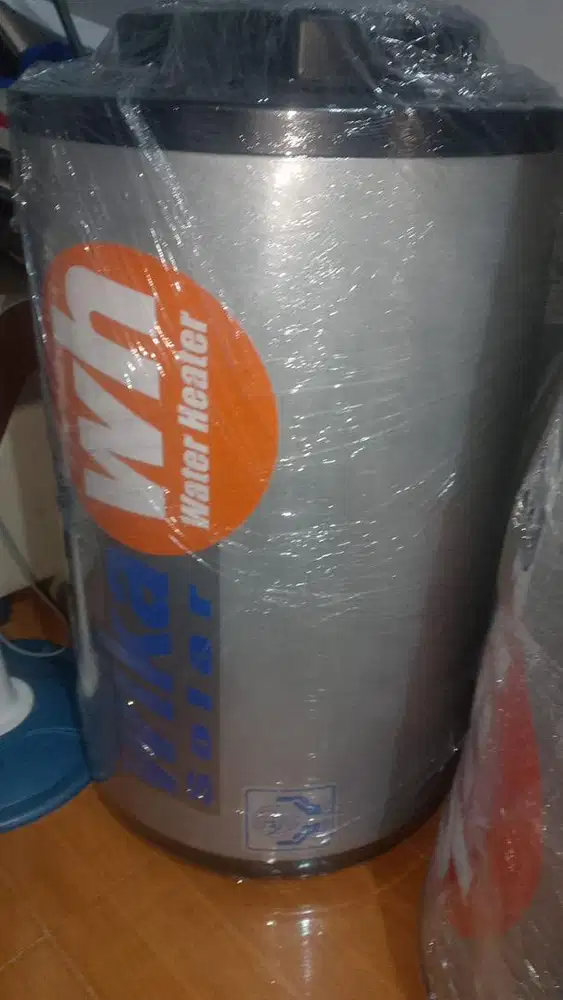 wh
Water Heater
wika
solar